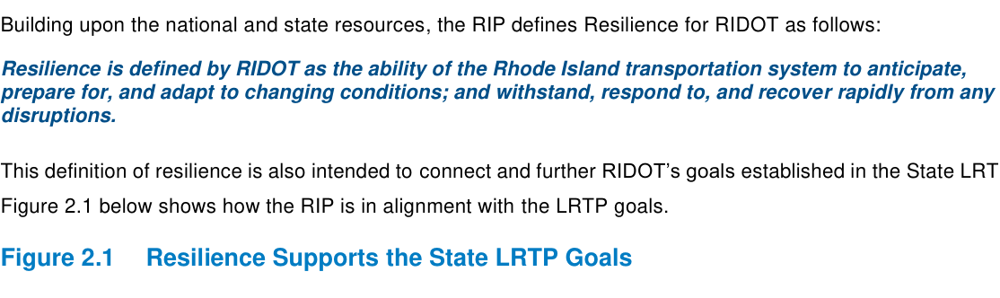 Building upon the national and state resources, the RIP defines Resilience for RIDOT as follows:
Resilience is defined by RIDOT as the ability of the Rhode Island transportation system to anticipate,
prepare for, and adapt to changing conditions; and withstand, respond to, and recover rapidly from any
disruptions.
This definition of resilience is also intended to connect and further RIDOT’s goals established in the State LRT
Figure 2.1 below shows how the RIP is in alignment with the LRTP goals.
Figure 2.1 Resilience Supports the State LRTP Goals